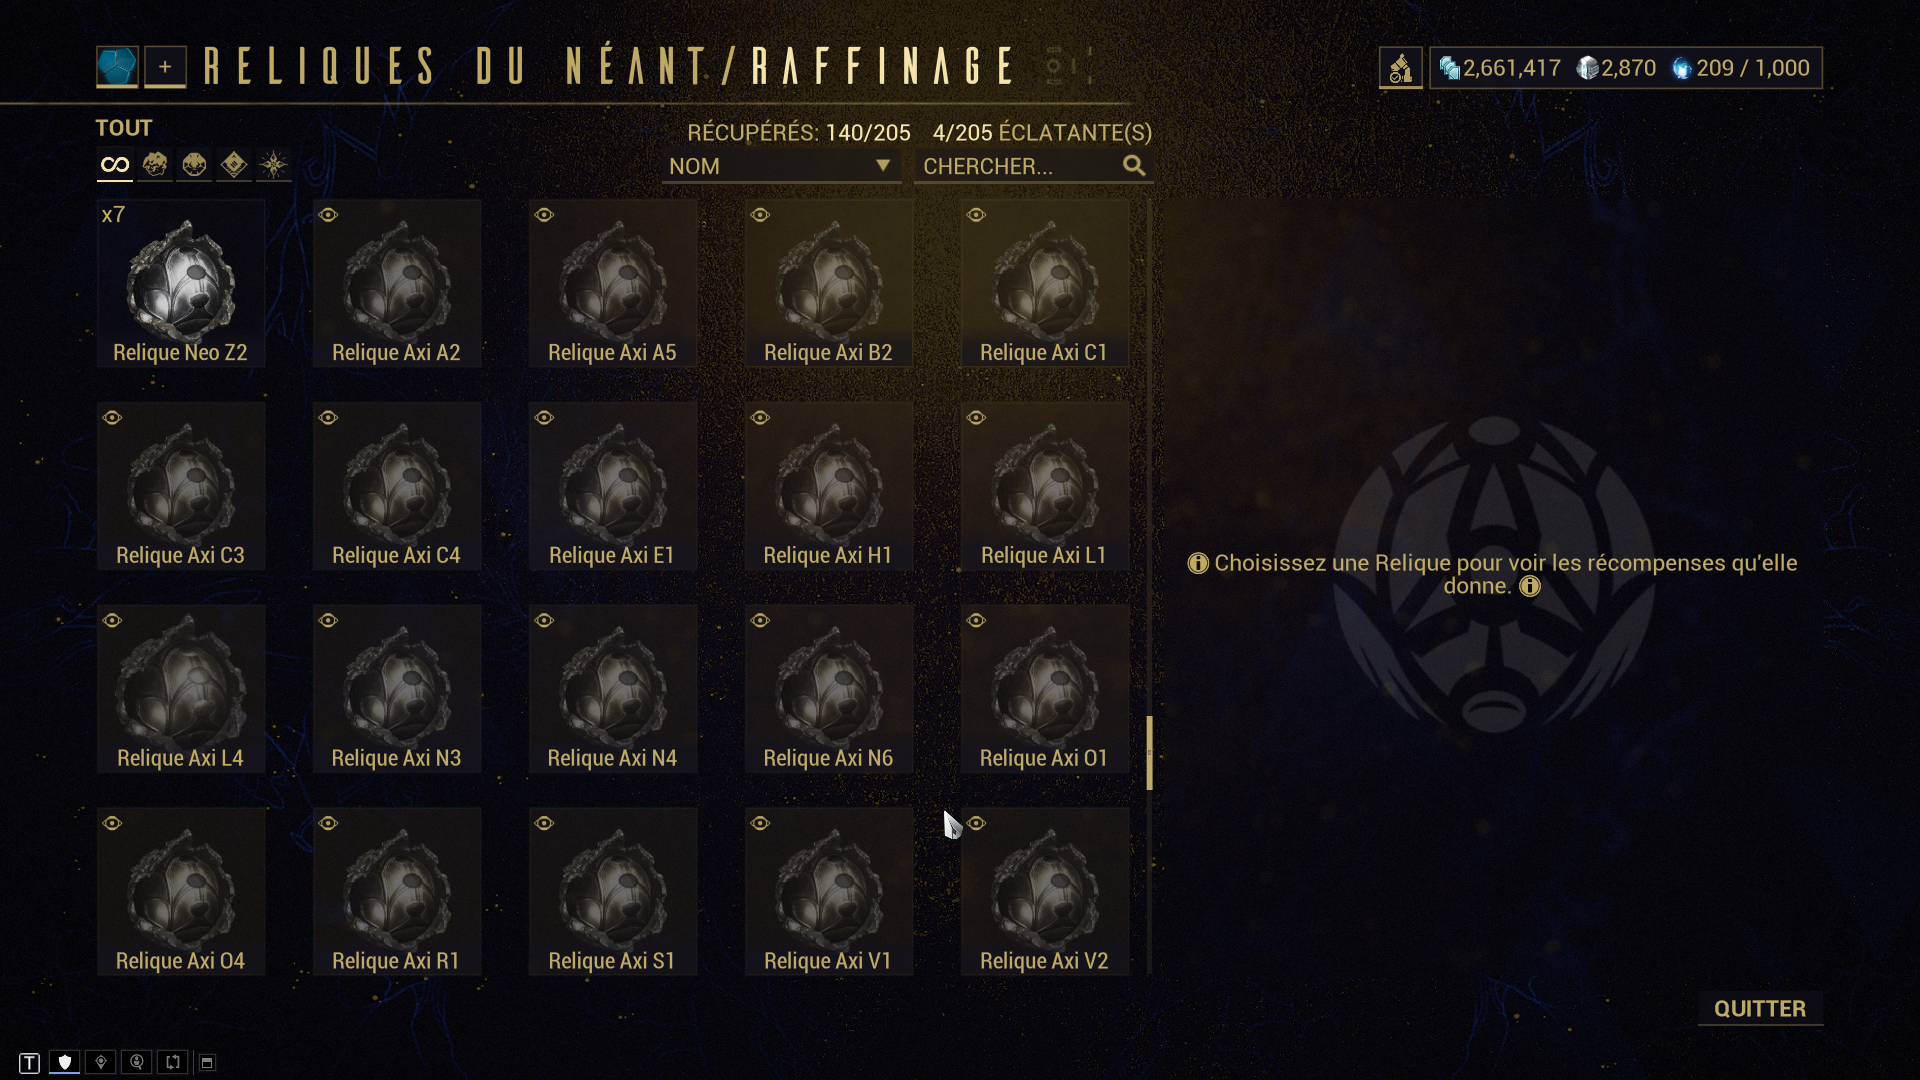 +
RELIQUES DU NÉANT/RAFFINAGE
2,661,417 2,870 209 / 1,000
TOUT
RÉCUPÉRÉS: 140/205 4/205 ÉCLATANTE(S)
NOM
CHERCHER...
x7
Relique Neo Z2
Relique Axi A2
Relique Axi A5
Relique Axi B2
Relique Axi C1
Relique Axi C3
Relique Axi C4
Relique Axi E1
Relique Axi H1
Relique Axi L1
Relique Axi L4
Relique Axi N3
Relique Axi N4
Relique Axi N6
Relique Axi O1
Relique Axi O4
Relique Axi R1
Relique Axi S1
Relique Axi V1
Relique Axi V2
Choisissez une Relique pour voir les récompenses qu'elle
donne.
QUITTER
T